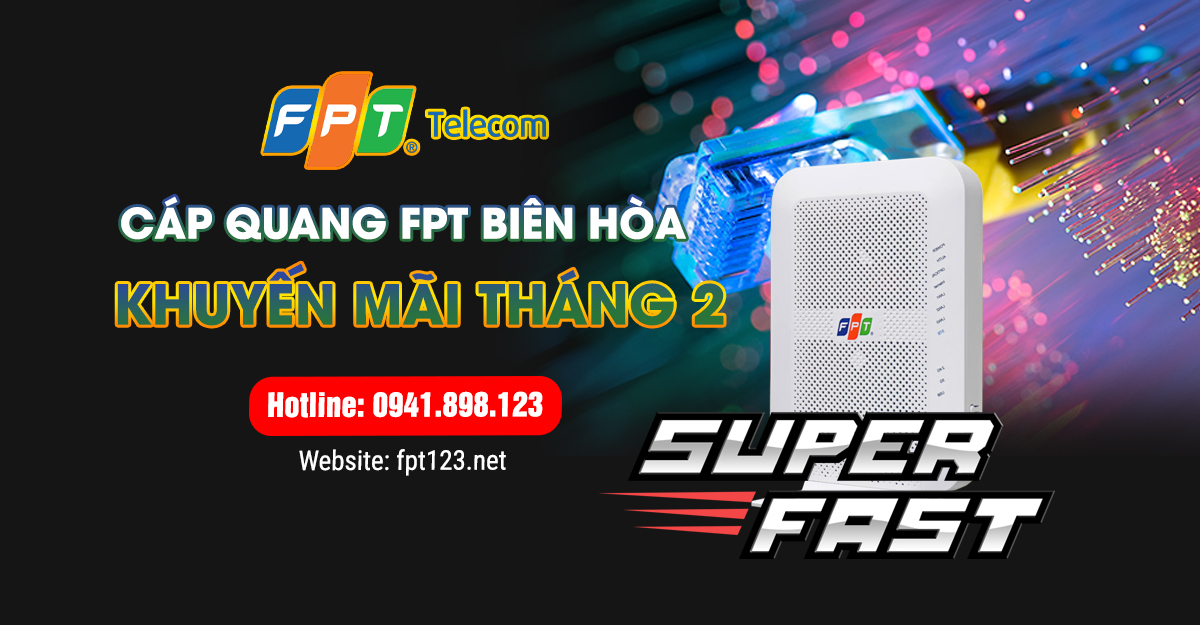 FPT® Telecom
CÁP QUANG FPT BIÊN HÒA
KHUYẾN MÃI THÁNG 2
Hotline: 0941.898.123
Website: fpt123.net
FPT®
SUPER
FAST